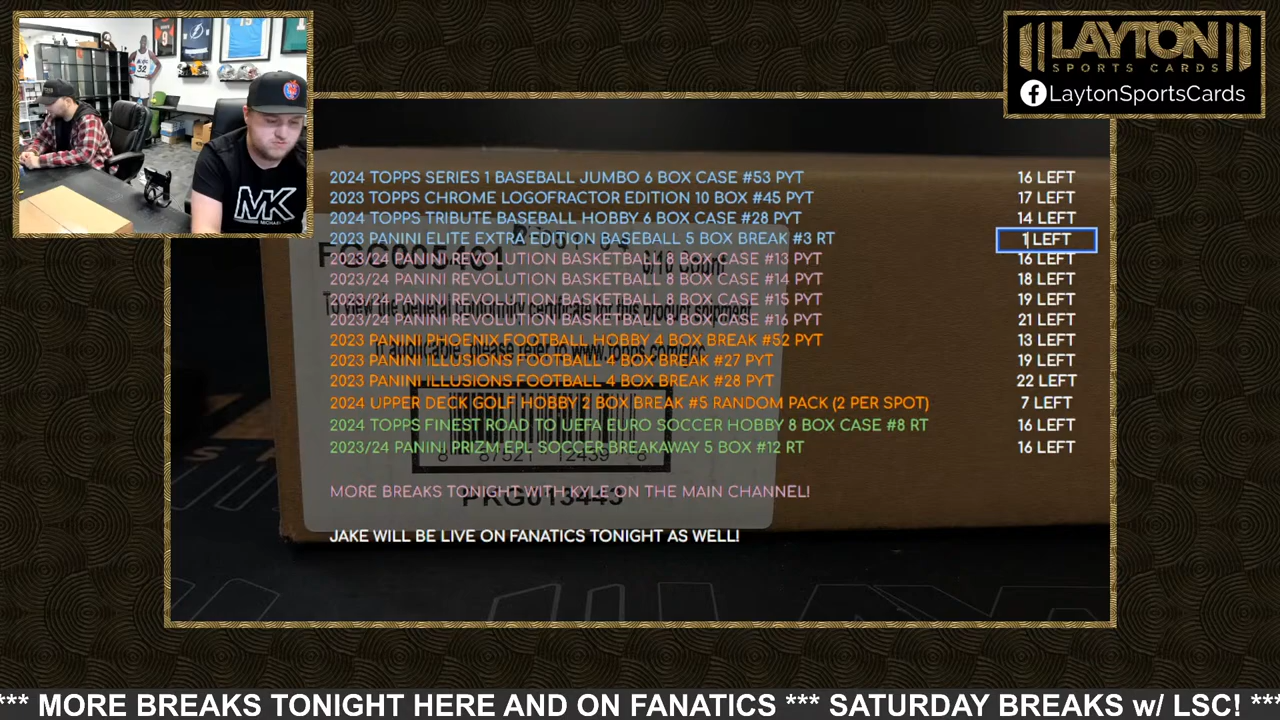 LAYTON
SPORTS CARDS
LaytonSportsCards
32
MK
2024 TOPPS SERIES 1 BASEBALL JUMBO 6 BOX CASE #53 PYT 16 LEFT
2023 TOPPS CHROME LOGOFRACTOR EDITION 10 BOX #45 PYT 17 LEFT
2024 TOPPS TRIBUTE BASEBALL HOBBY 6 BOX CASE #28 PYT 14 LEFT
2023 PANINI ELITE EXTRA EDITION BASEBALL 5 BOX BREAK #3 RT 1 LEFT
2023/24 PANINI REVOLUTION BASKETBALL 8 BOX CASE #13 PYT 16 LEFT
2023/24 PANINI REVOLUTION BASKETBALL 8 BOX CASE #14 PYT 18 LEFT
2023/24 PANINI REVOLUTION BASKETBALL 8 BOX CASE #15 PYT 19 LEFT
2023/24 PANINI REVOLUTION BASKETBALL 8 BOX CASE #16 PYT 21 LEFT
2023 PANINI PHOENIX FOOTBALL HOBBY 4 BOX BREAK #52 PYT 13 LEFT
2023 PANINI ILLUSIONS FOOTBALL 4 BOX BREAK #27 PYT 19 LEFT
2023 PANINI ILLUSIONS FOOTBALL 4 BOX BREAK #28 PYT 22 LEFT
2024 UPPER DECK GOLF HOBBY 2 BOX BREAK #5 RANDOM PACK (2 PER SPOT) 7 LEFT
2024 TOPPS FINEST ROAD TO UEFA EURO SOCCER HOBBY 8 BOX CASE #8 RT 16 LEFT
2023/24 PANINI PRIZM EPL SOCCER BREAKAWAY 5 BOX #12 RT 16 LEFT
MORE BREAKS TONIGHT WITH KYLE ON THE MAIN CHANNEL!
PKG013443
JAKE WILL BE LIVE ON FANATICS TONIGHT AS WELL!
*** MORE BREAKS TONIGHT HERE AND ON FANATICS *** SATURDAY BREAKS w/ LSC! ***